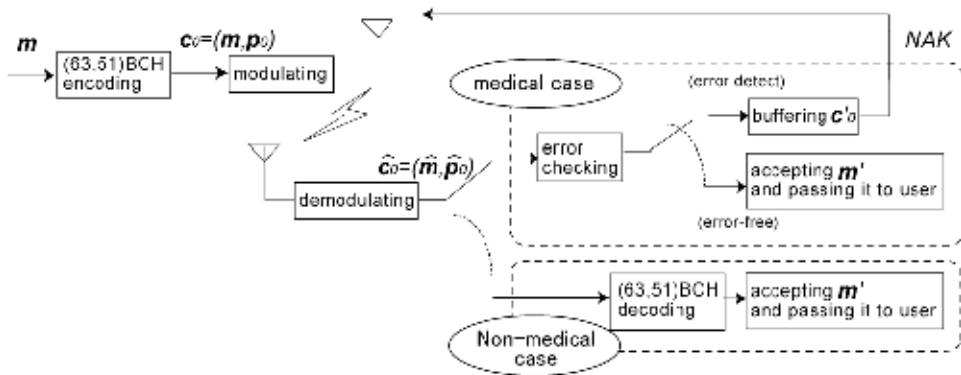 m
(63,51)BCH
encoding
c₀=(m,p₀)
modulating
NAK
medical case
(error detect)
buffering c'₀
error
checking
accepting m'
and passing it to user
(error-free)
ĉ₀=(m̂,p̂₀)
demodulating
(63,51)BCH
decoding
accepting m'
and passing it to user
Non-medical
case